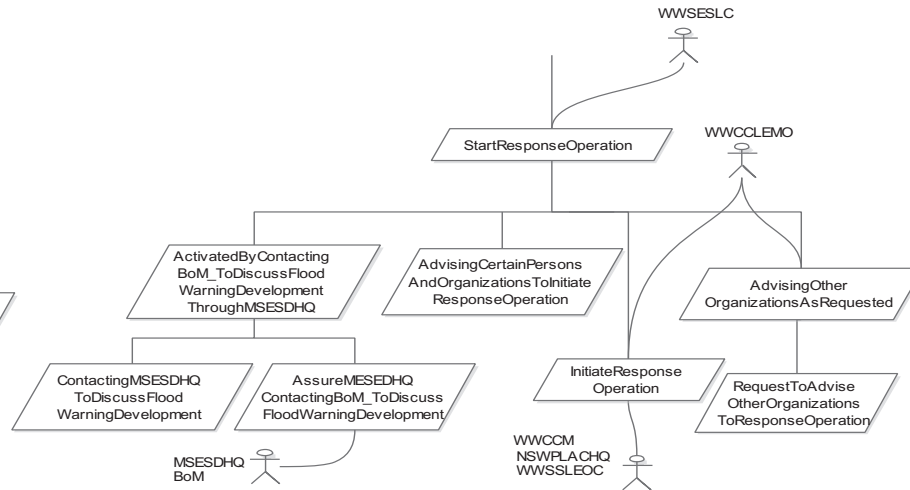 WWSESLC
StartResponseOperation
WWCCLEMO
ActivatedByContacting
BoM_ToDiscussFlood
WarningDevelopment
ThroughMSESDHQ
AdvisingCertainPersons
AndOrganizationsToInitiate
ResponseOperation
AdvisingOther
OrganizationsAsRequested
ContactingMSESDHQ
ToDiscussFlood
WarningDevelopment
AssureMESEDHQ
ContactingBoM_ToDiscuss
FloodWarningDevelopment
InitiateResponse
Operation
RequestToAdvise
OtherOrganizations
ToResponseOperation
MSESDHQ
BoM
WWCCM
NSWPLACHQ
WWSSLEOC